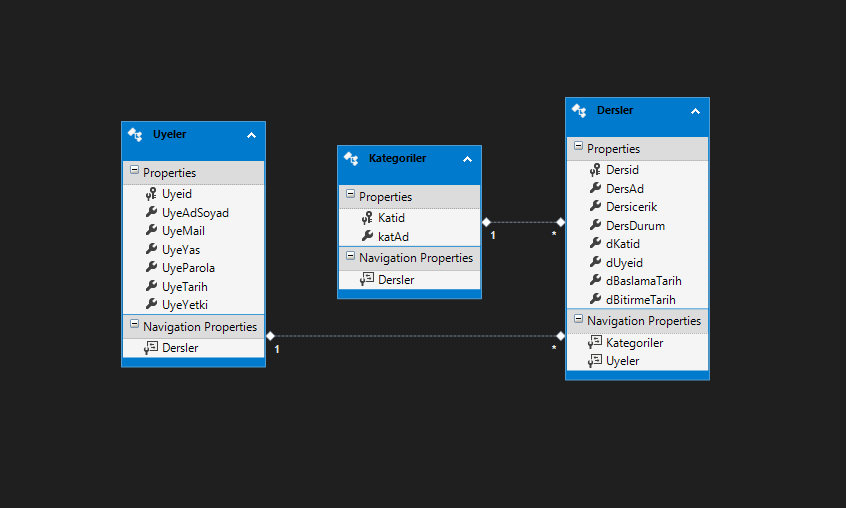 Uyeler
Properties
Uyeid
UyeAdSoyad
UyeMail
UyeYas
UyeParola
UyeTarih
UyeYetki
Navigation Properties
Dersler
Kategoriler
Properties
Katid
katAd
Navigation Properties
Dersler
Dersler
Properties
Dersid
DersAd
Dersicerik
DersDurum
dKatid
dUyeid
dBaslamaTarih
dBitirmeTarih
Navigation Properties
Kategoriler
Uyeler
1
*
1
*